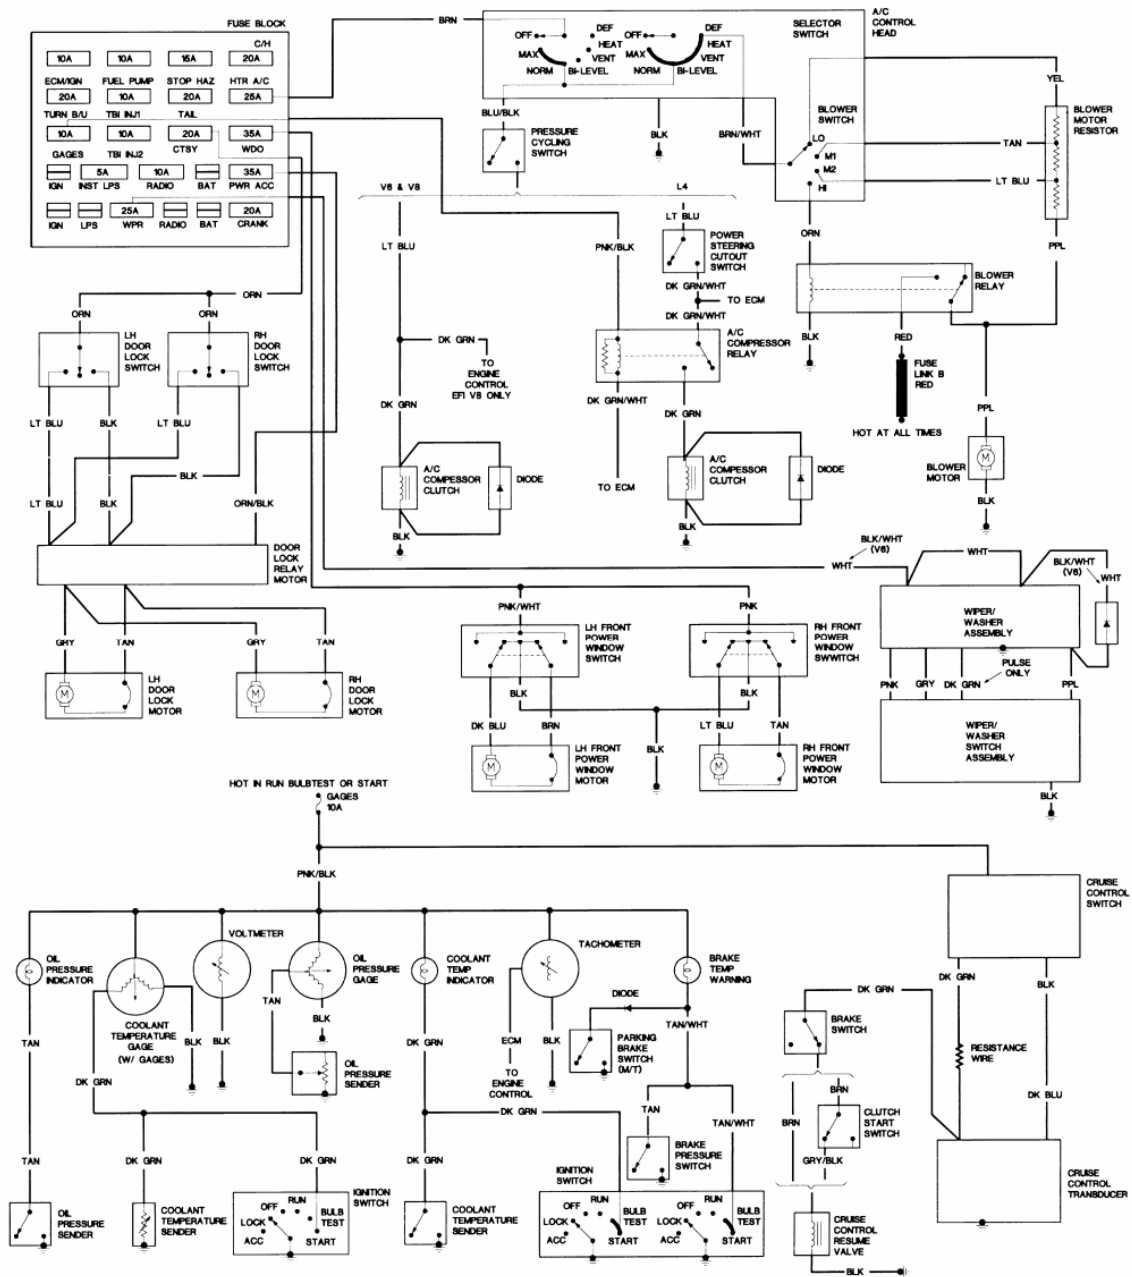 FUSE BLOCK
C/H
10A 10A 15A 20A
ECM/IGN FUEL PUMP STOP HAZ HTR A/C
20A 10A 20A 25A
TURN B/U TBI INJ1 TAIL
10A 10A 20A 35A
GAGES TBI INJ2 CTSY WDO
5A 10A 35A
IGN INST LPS RADIO BAT PWR ACC
25A 20A
IGN LPS WPR RADIO BAT CRANK
BRN
SELECTOR
SWITCH
A/C
CONTROL
HEAD
OFF
DEF
HEAT
VENT
BI-LEVEL
NORM
MAX
OFF
DEF
HEAT
VENT
BI-LEVEL
NORM
MAX
BLU/BLK
PRESSURE
CYCLING
SWITCH
BLK
BRN/WHT
BLOWER
SWITCH
LO
M1
M2
HI
YEL
TAN
LT BLU
BLOWER
MOTOR
RESISTOR
PPL
ORN
BLOWER
RELAY
BLK
RED
FUSE
LINK B
RED
HOT AT ALL TIMES
PPL
BLOWER
MOTOR
M
BLK
V6 & V8
L4
LT BLU
PNK/BLK
LT BLU
POWER
STEERING
CUTOUT
SWITCH
DK GRN/WHT
TO ECM
DK GRN/WHT
A/C
COMPRESSOR
RELAY
DK GRN
TO
ENGINE
CONTROL
EFI V8 ONLY
DK GRN
DK GRN/WHT
DK GRN
A/C
COMPESSOR
CLUTCH
DIODE
TO ECM
A/C
COMPRESSOR
CLUTCH
DIODE
BLK
BLK
ORN
ORN
ORN
LH
DOOR
LOCK
SWITCH
RH
DOOR
LOCK
SWITCH
LT BLU
BLK
LT BLU
BLK
LT BLU
BLK
ORN/BLK
DOOR
LOCK
RELAY
MOTOR
GRY
TAN
GRY
TAN
M
LH
DOOR
LOCK
MOTOR
M
RH
DOOR
LOCK
MOTOR
BLK/WHT
(V6)
WHT
WHT
BLK/WHT
(V6)
WHT
WIPER/
WASHER
ASSEMBLY
PULSE
ONLY
PNK
GRY
DK GRN
PPL
WIPER/
WASHER
SWITCH
ASSEMBLY
BLK
PNK/WHT
PNK
LH FRONT
POWER
WINDOW
SWITCH
RH FRONT
POWER
WINDOW
SWWITCH
BLK
BLK
DK BLU
BRN
BLK
LT BLU
TAN
M
LH FRONT
POWER
WINDOW
MOTOR
M
RH FRONT
POWER
WINDOW
MOTOR
HOT IN RUN BULBTEST OR START
GAGES
10A
PNK/BLK
CRUISE
CONTROL
SWITCH
OIL
PRESSURE
INDICATOR
VOLTMETER
OIL
PRESSURE
GAGE
COOLANT
TEMP
INDICATOR
TACHOMETER
BRAKE
TEMP
WARNING
COOLANT
TEMPERATURE
GAGE
(W/ GAGES)
TAN
BLK
BLK
TAN
BLK
DK GRN
ECM
BLK
DIODE
TAN/WHT
PARKING
BRAKE
SWITCH
(M/T)
TO
ENGINE
CONTROL
OIL
PRESSURE
SENDER
DK GRN
DK GRN
BRAKE
SWITCH
DK GRN
BLK
RESISTANCE
WIRE
BRN
CLUTCH
START
SWITCH
BRN
GRY/BLK
DK BLU
DK GRN
TAN
TAN/WHT
BRAKE
PRESSURE
SWITCH
TAN
DK GRN
DK GRN
DK GRN
CRUISE
CONTROL
TRANSDUCER
OIL
PRESSURE
SENDER
COOLANT
TEMPERATURE
SENDER
IGNITION
SWITCH
OFF
RUN
LOCK
BULB
TEST
ACC
START
COOLANT
TEMPERATURE
SENDER
IGNITION
SWITCH
OFF
RUN
LOCK
BULB
TEST
ACC
START
OFF
RUN
LOCK
BULB
TEST
ACC
START
CRUISE
CONTROL
RESUME
VALVE
BLK